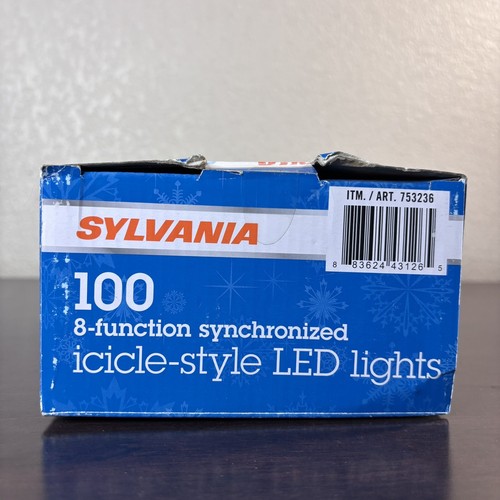 ITM. / ART. 753236
SYLVANIA
8 83624 43126 5
100
8-function synchronized
icicle-style LED lights